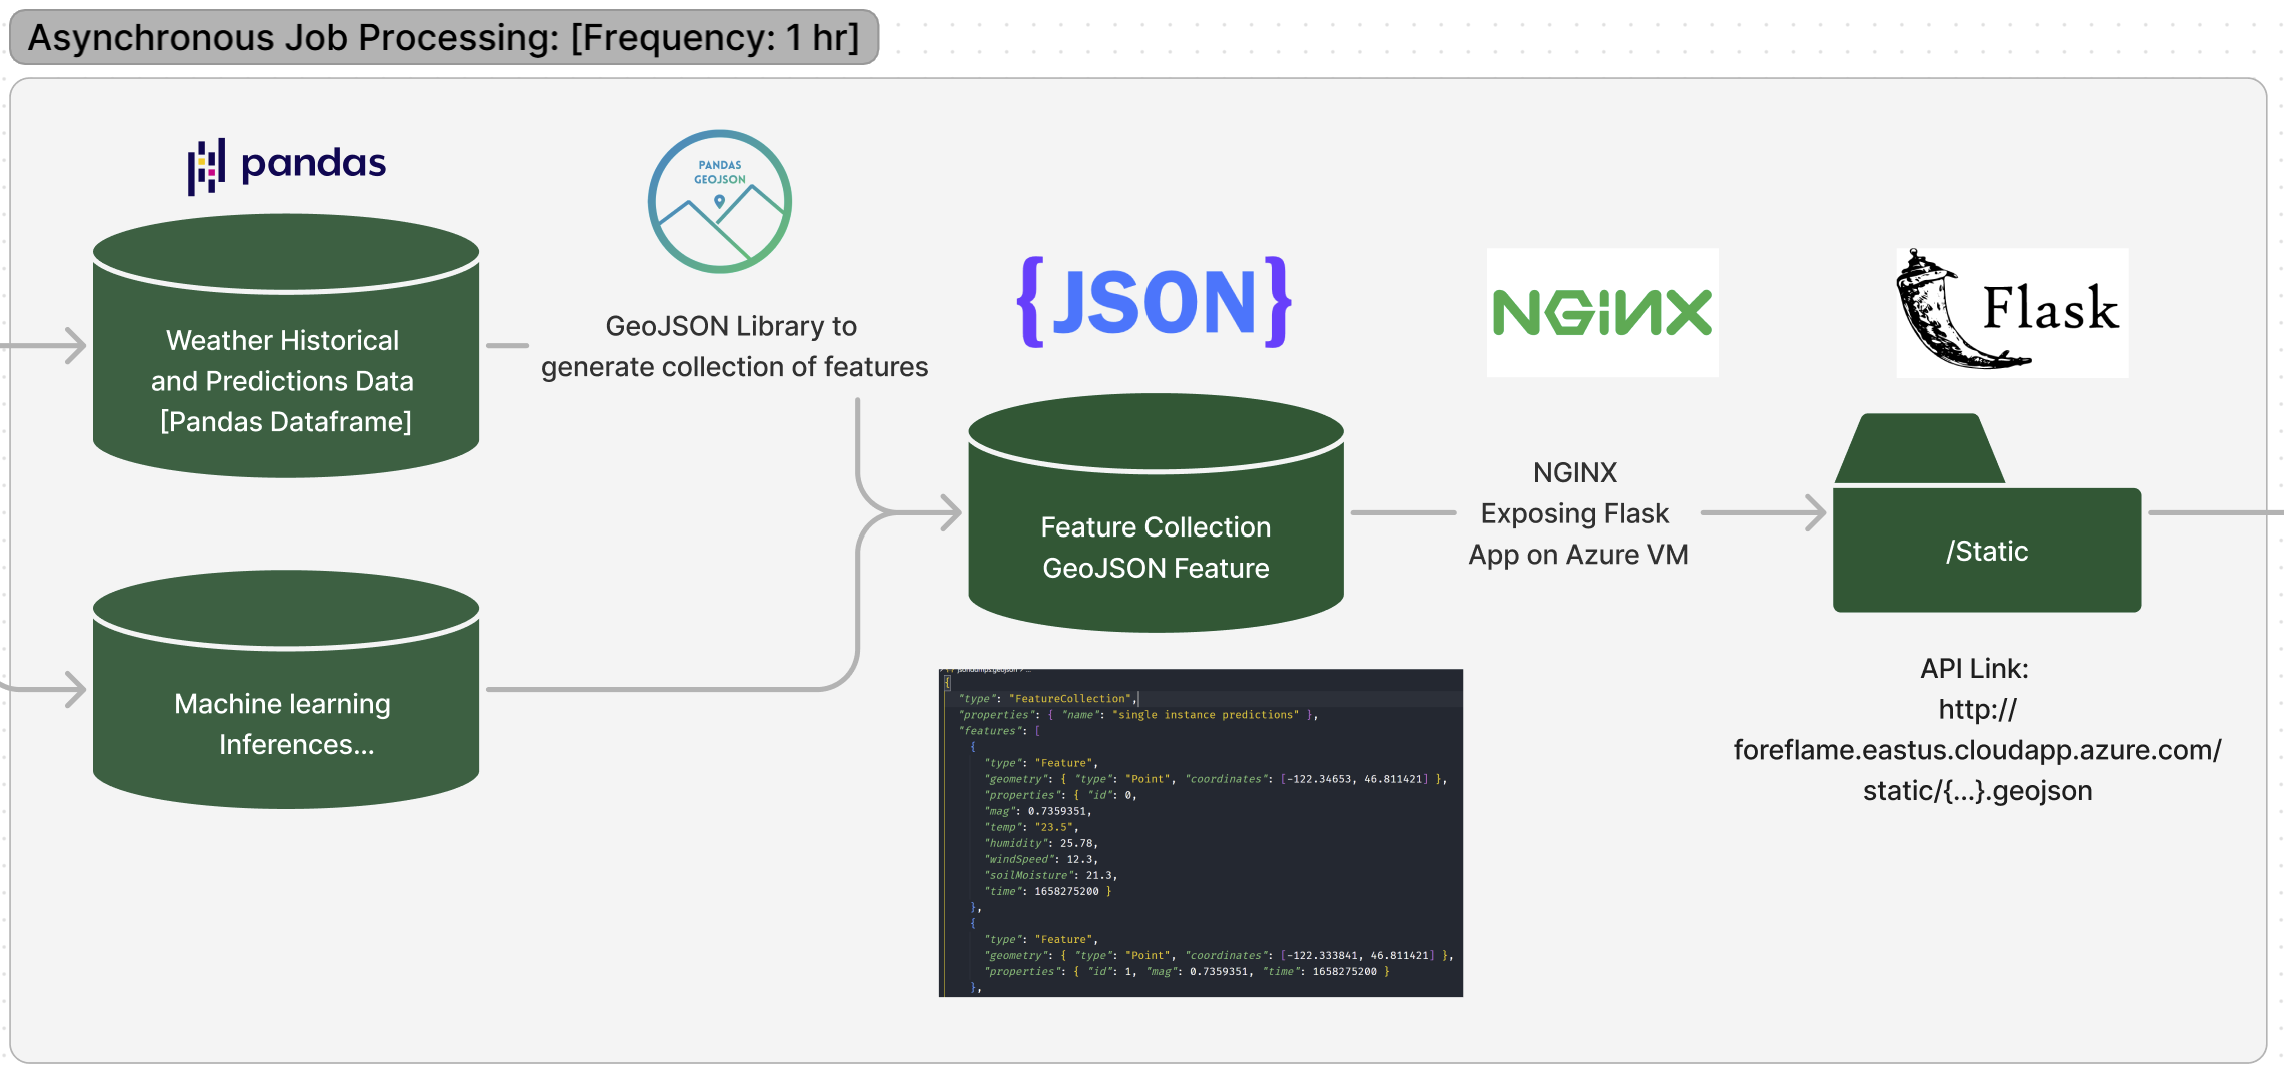 Asynchronous Job Processing: [Frequency: 1 hr]
pandas
Weather Historical
and Predictions Data
[Pandas Dataframe]
PANDAS
GEOJSON
GeoJSON Library to
generate collection of features
Machine learning
Inferences...
{JSON}
Feature Collection
GeoJSON Feature
{
"type": "FeatureCollection",
"properties": { "name": "single instance predictions" },
"features": [
{
"type": "Feature",
"geometry": { "type": "Point", "coordinates": [-122.34653, 46.811421] },
"properties": { "id": 0,
"mag": 0.7359351,
"temp": "23.5",
"humidity": 25.78,
"windSpeed": 12.3,
"soilMoisture": 21.3,
"time": 1658275200 }
},
{
"type": "Feature",
"geometry": { "type": "Point", "coordinates": [-122.333841, 46.811421] },
"properties": { "id": 1, "mag": 0.7359351, "time": 1658275200 }
},
NGINX
NGINX
Exposing Flask
App on Azure VM
Flask
/Static
API Link:
http://
foreflame.eastus.cloudapp.azure.com/
static/{...}.geojson